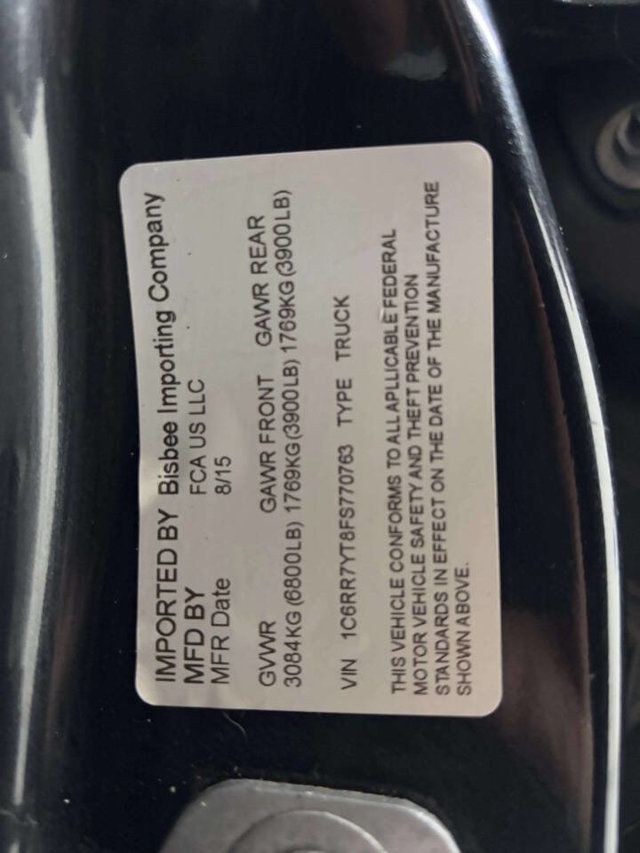 IMPORTED BY Bisbee Importing Company
MFD BY FCA US LLC
MFR Date 8/15
GVWR GAWR FRONT GAWR REAR
3084KG (6800LB) 1769KG (3900LB) 1769KG (3900LB)
VIN 1C6RR7YT8FS770763 TYPE TRUCK
THIS VEHICLE CONFORMS TO ALL APLLICABLE FEDERAL
MOTOR VEHICLE SAFETY AND THEFT PREVENTION
STANDARDS IN EFFECT ON THE DATE OF THE MANUFACTURE
SHOWN ABOVE.